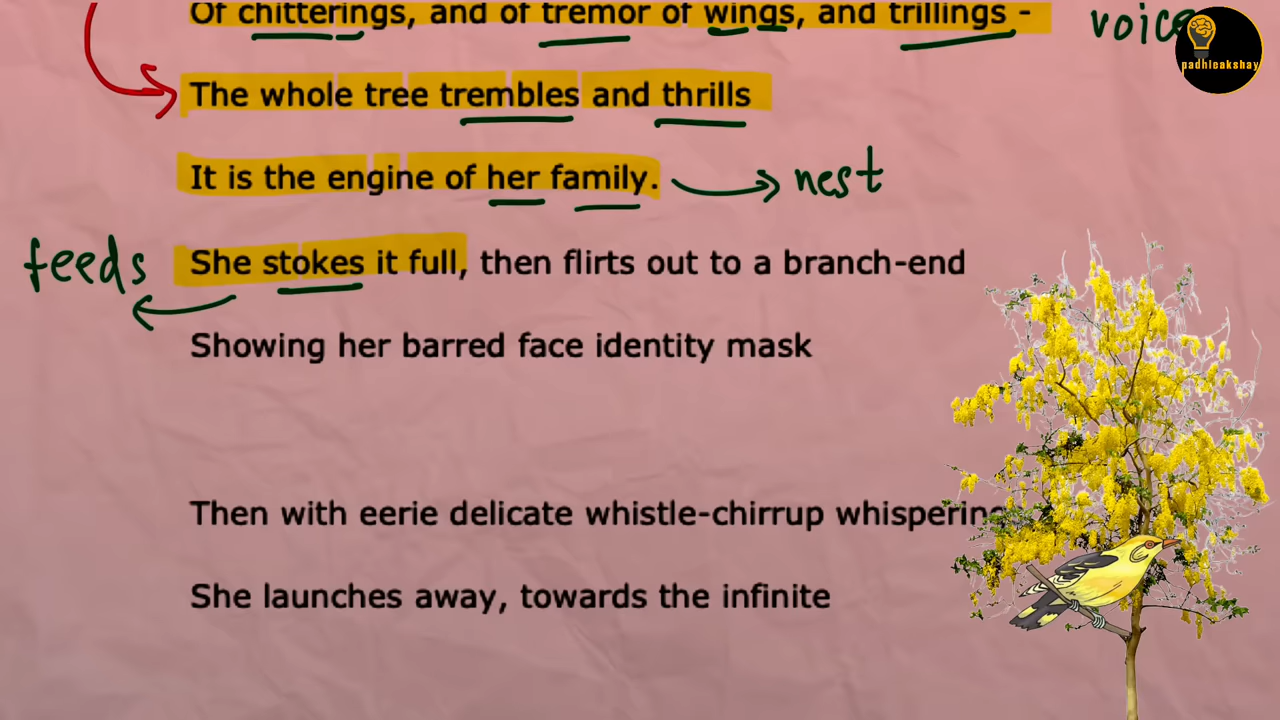 Of chitterings, and of tremor of wings, and trillings -
voice
padhleakshay
The whole tree trembles and thrills
It is the engine of her family.
nest
feeds
She stokes it full, then flirts out to a branch-end
Showing her barred face identity mask
Then with eerie delicate whistle-chirrup whisperings
She launches away, towards the infinite